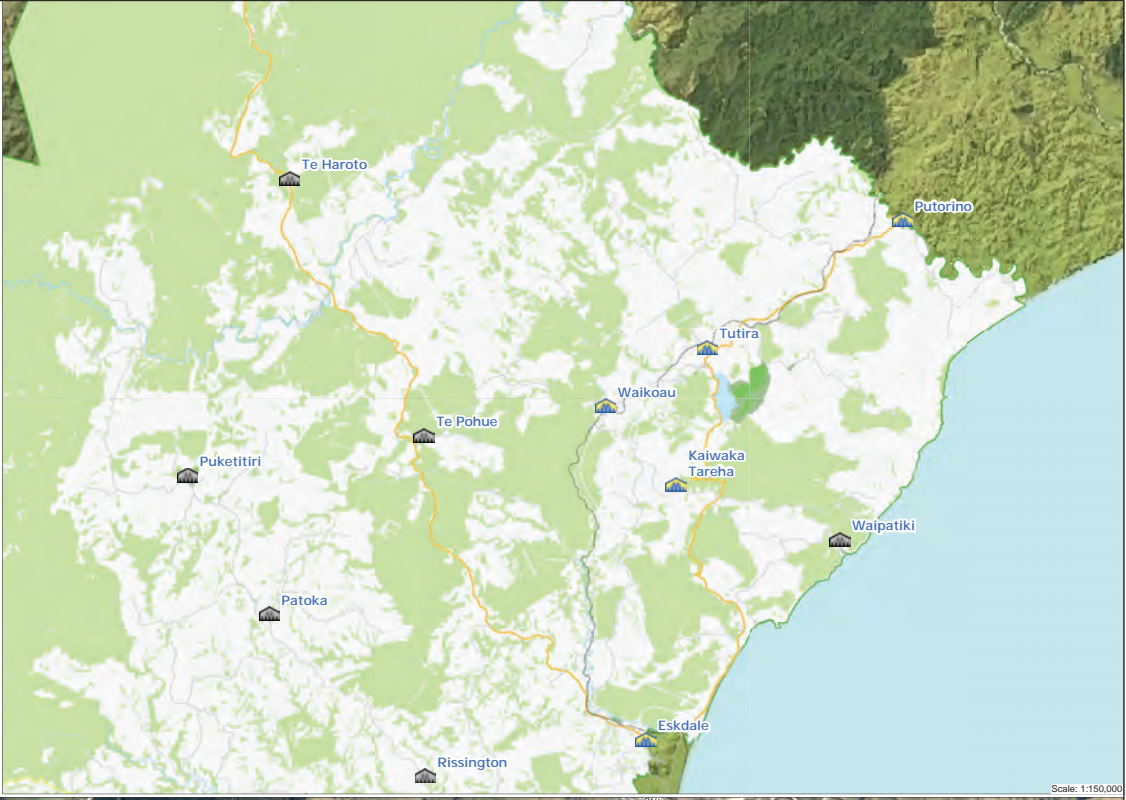 Te Haroto
Putorino
Tutira
Waikoau
Te Pohue
Kaiwaka
Tareha
Puketitiri
Waipatiki
Patoka
Eskdale
Rissington
Scale: 1:150,000